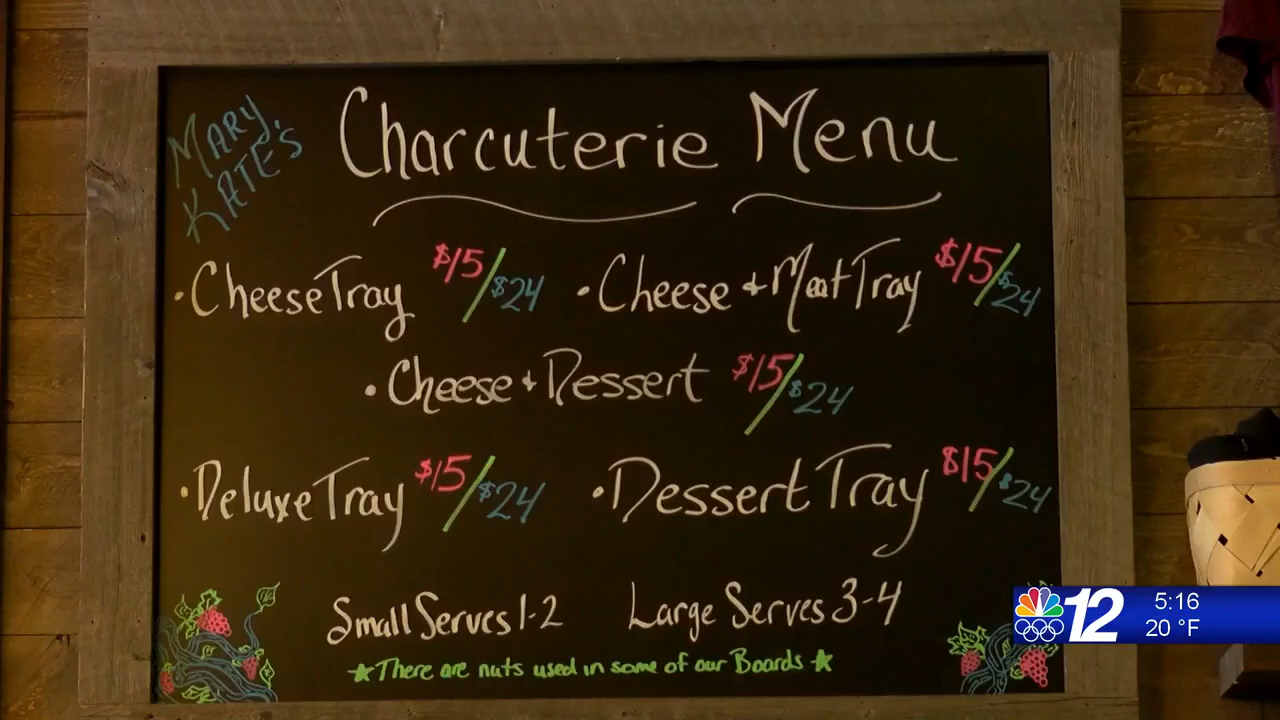 MARY
KATE'S
Charcuterie Menu
• Cheese Tray $15/$24
• Cheese + Meat Tray $15/$24
• Cheese + Dessert $15/$24
• Deluxe Tray $15/$24
• Dessert Tray $15/$24
Small Serves 1-2
Large Serves 3-4
★There are nuts used in some of our Boards★
12
5:16
20 °F